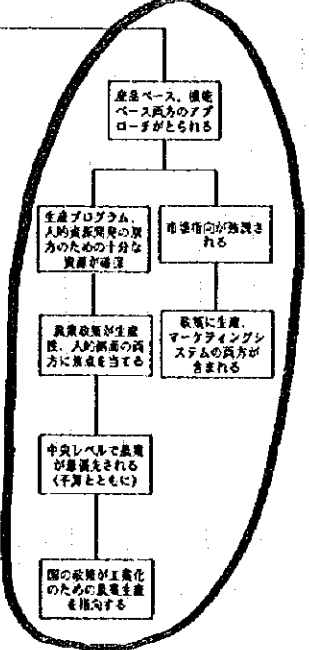 産品ベース、機能
ベース両方のアプ
ローチがとられる
生産プログラム、
人的資源開発の双
方のための十分な
資源が確保
市場指向が強調さ
れる
農業政策が生産
性、人的側面の両
方に焦点を当てる
政策に生産、
マーケティングシ
ステムの両方が
含まれる
中央レベルで農業
が最優先される
(予算とともに)
国の政策が工業化
のための農業生産
を指向する